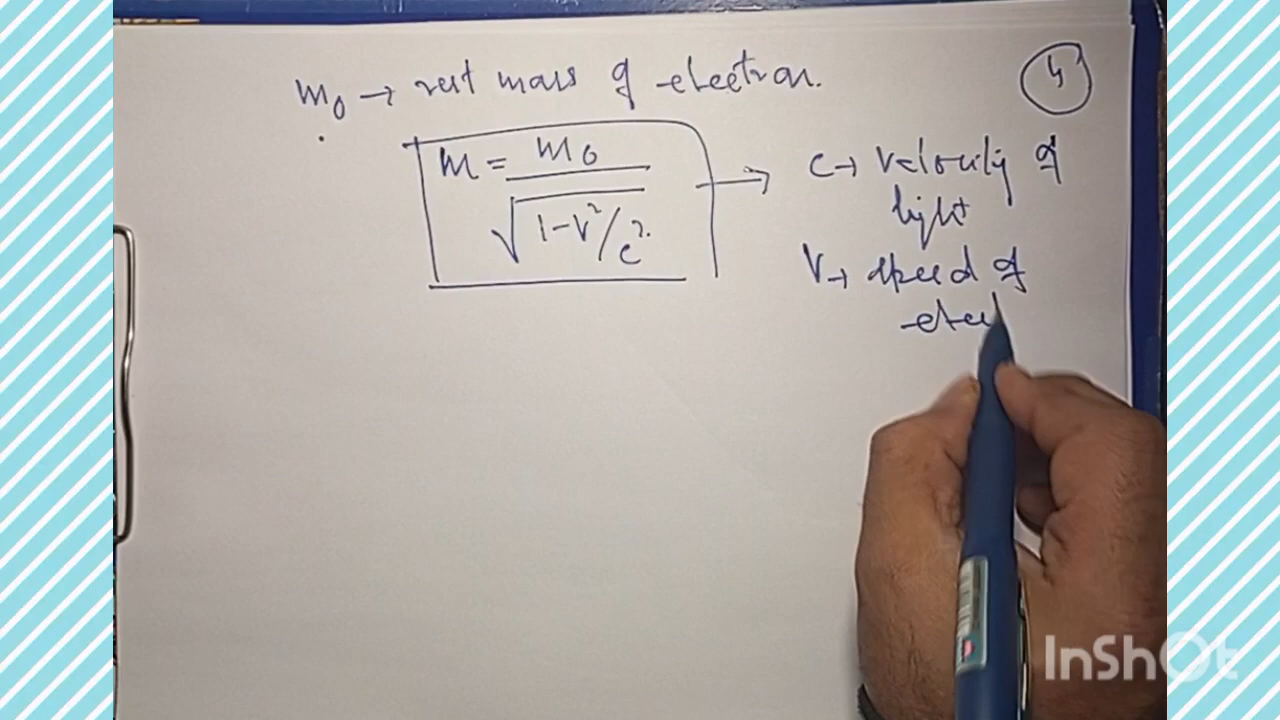 m₀ → rest mass of electron.
4
m = m₀ / √1-v²/c².
→ c → velocity of
light
v → speed of
elec
InShOt